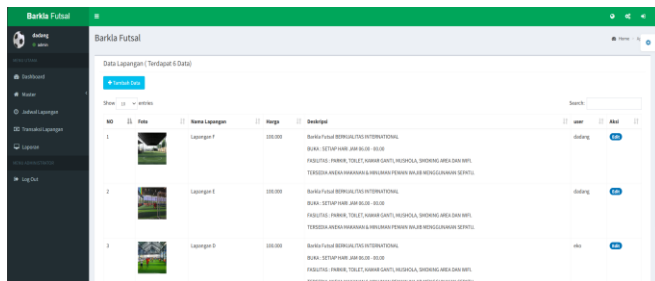 Barkla Futsal
dadang
admin
Dashboard
Master
Jadwal Lapangan
Transaksi Lapangan
Laporan
Log Out
Barkla Futsal
Home
Data Lapangan ( Terdapat 6 Data)
+ Tambah Data
Show 10 entries
Search:
NO Foto Nama Lapangan Harga Deskripsi user Aksi
1 Lapangan F 100,000 Barkla Futsal BERKUALITAS INTERNATIONAL dadang Edit
BUKA : SETIAP HARI JAM 06.00 - 00.00
FASILITAS : PARKIR, TOILET, KAMAR GANTI, MUSHOLA, SMOKING AREA DAN WIFI.
TERSEDIA ANEKA MAKANAN & MINUMAN PEMAIN WAJIB MENGGUNAKAN SEPATU.
2 Lapangan E 100,000 Barkla Futsal BERKUALITAS INTERNATIONAL dadang Edit
BUKA : SETIAP HARI JAM 06.00 - 00.00
FASILITAS : PARKIR, TOILET, KAMAR GANTI, MUSHOLA, SMOKING AREA DAN WIFI.
TERSEDIA ANEKA MAKANAN & MINUMAN PEMAIN WAJIB MENGGUNAKAN SEPATU.
3 Lapangan D Barkla Futsal BERKUALITAS INTERNATIONAL eko Edit
BUKA : SETIAP HARI JAM 06.00 - 00.00
FASILITAS : PARKIR, TOILET, KAMAR GANTI, MUSHOLA, SMOKING AREA DAN WIFI.